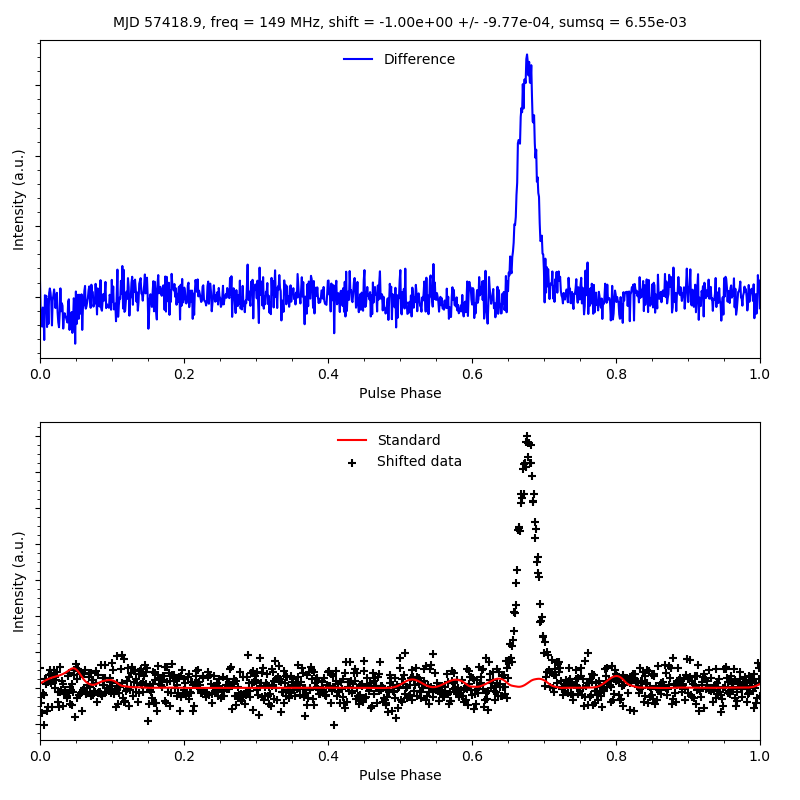 MJD 57418.9, freq = 149 MHz, shift = -1.00e+00 +/- -9.77e-04, sumsq = 6.55e-03
Difference
Intensity (a.u.)
0.0 0.2 0.4 0.6 0.8 1.0
Pulse Phase
Standard
Shifted data
Intensity (a.u.)
0.0 0.2 0.4 0.6 0.8 1.0
Pulse Phase